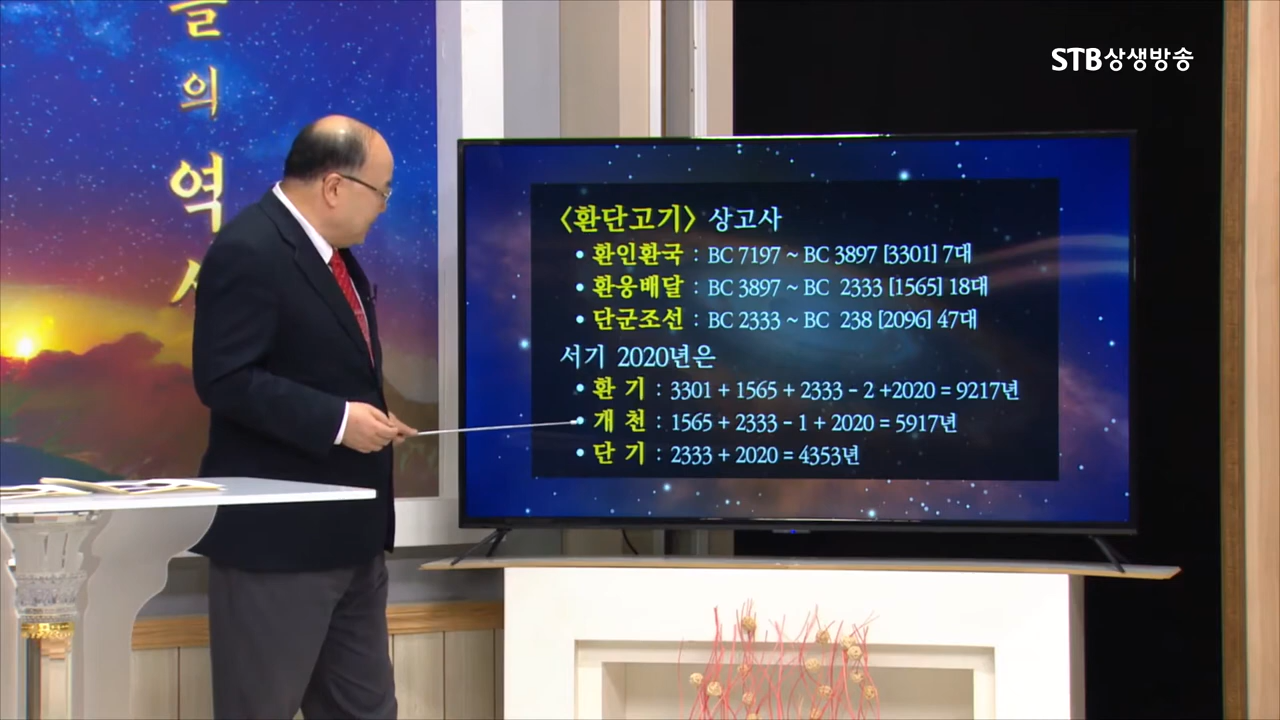 들
의
역
사
STB상생방송
<환단고기> 상고사
• 환인환국 : BC 7197 ~ BC 3897 [3301] 7대
• 환웅배달 : BC 3897 ~ BC 2333 [1565] 18대
• 단군조선 : BC 2333 ~ BC 238 [2096] 47대
서기 2020년은
• 환 기 : 3301 + 1565 + 2333 - 2 +2020 = 9217년
• 개 천 : 1565 + 2333 - 1 + 2020 = 5917년
• 단 기 : 2333 + 2020 = 4353년